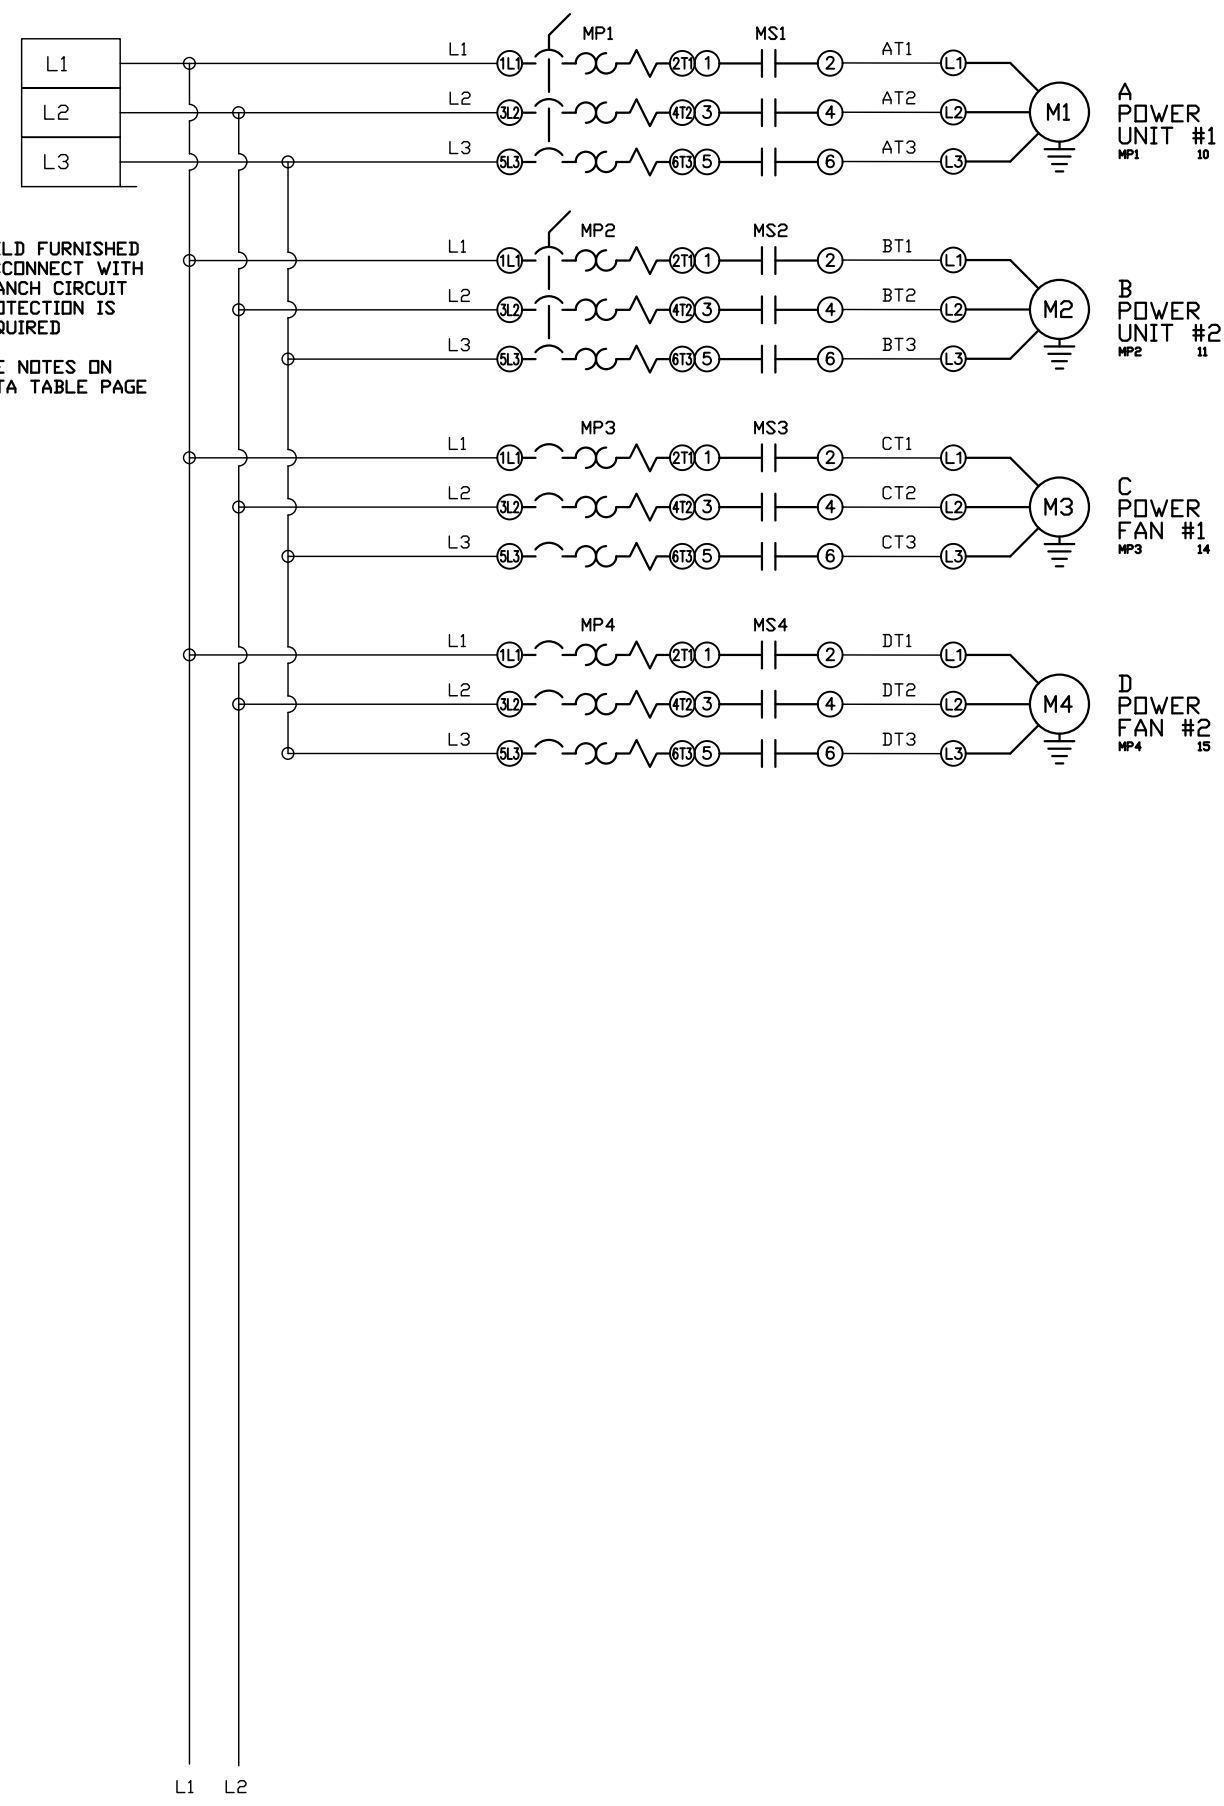 L1
L2
L3
L1 1L1 MP1 2T1 1 MS1 2 AT1 L1
L2 3L2 4T2 3 4 AT2 L2
L3 5L3 6T3 5 6 AT3 L3
M1
A
POWER
UNIT #1
MP1 10
FURNISHED
WITH
CIRCUIT
IS
NOTES ON
TABLE PAGE
L1 1L1 MP2 2T1 1 MS2 2 BT1 L1
L2 3L2 4T2 3 4 BT2 L2
L3 5L3 6T3 5 6 BT3 L3
M2
B
POWER
UNIT #2
MP2 11
L1 1L1 MP3 2T1 1 MS3 2 CT1 L1
L2 3L2 4T2 3 4 CT2 L2
L3 5L3 6T3 5 6 CT3 L3
M3
C
POWER
FAN #1
MP3 14
L1 1L1 MP4 2T1 1 MS4 2 DT1 L1
L2 3L2 4T2 3 4 DT2 L2
L3 5L3 6T3 5 6 DT3 L3
M4
D
POWER
FAN #2
MP4 15
L1 L2